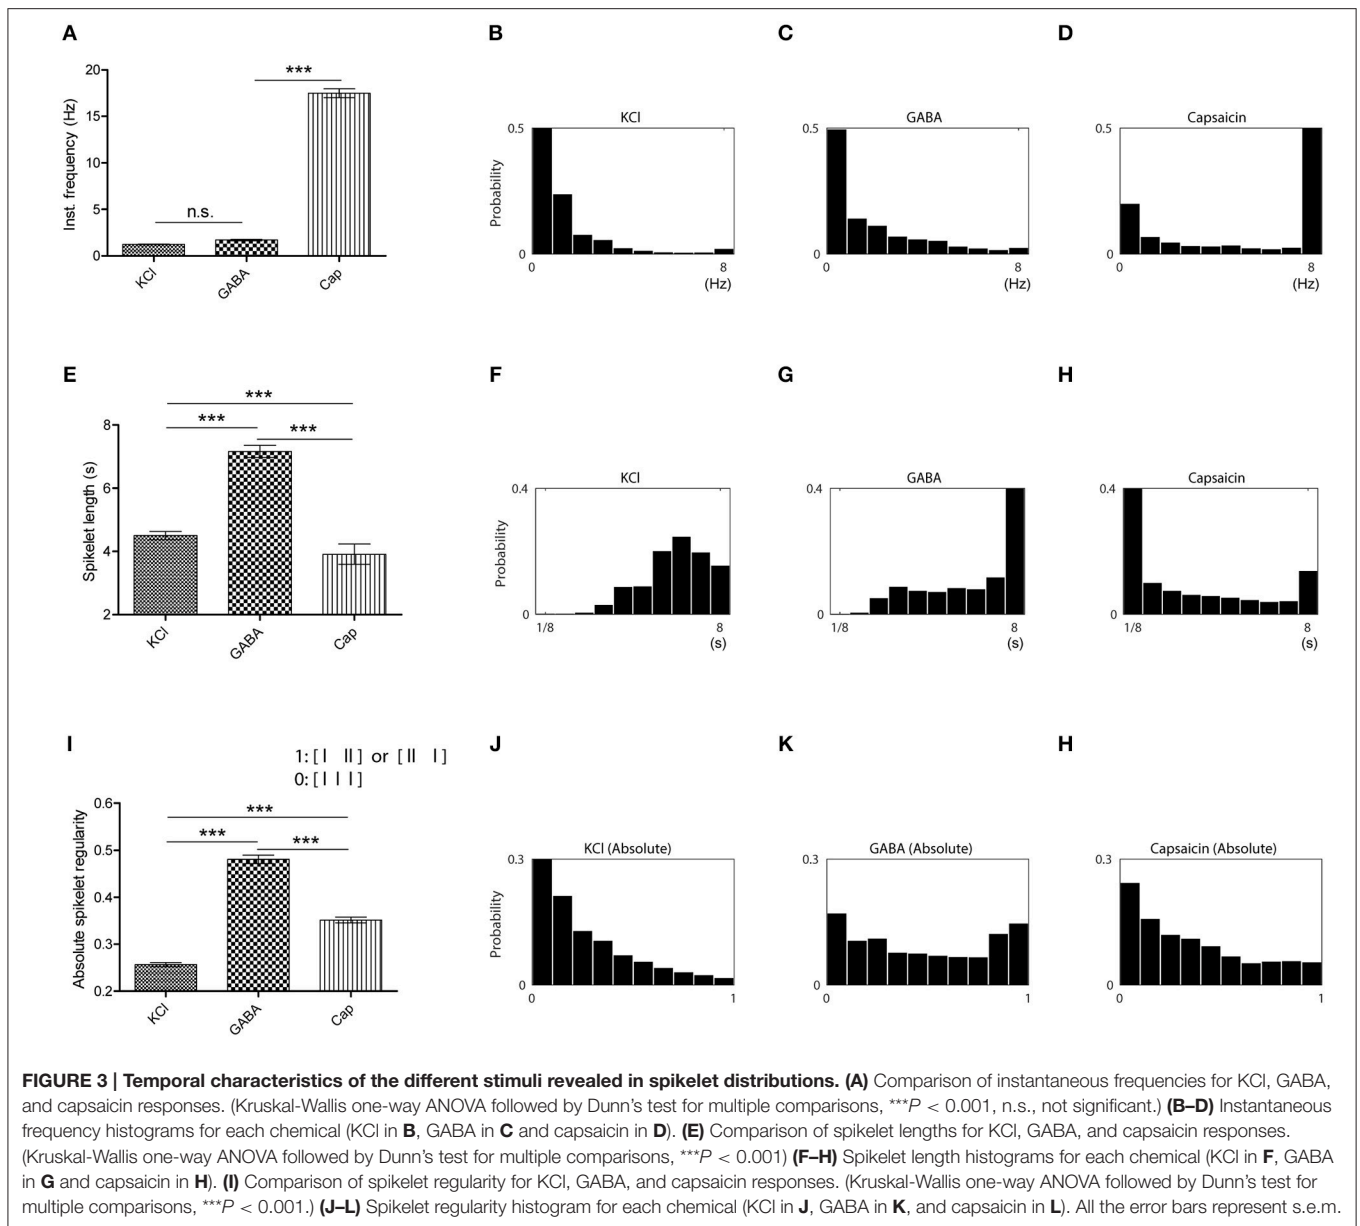 A
B
C
D
20
15
10
5
0
Inst. frequency (Hz)
n.s.
***
KCl
GABA
Cap
KCl
0.5
0
Probability
0
8
(Hz)
GABA
0.5
0
0
8
(Hz)
Capsaicin
0.5
0
0
8
(Hz)
E
F
G
H
8
6
4
2
Spikelet length (s)
***
***
***
KCl
GABA
Cap
KCl
0.4
0
Probability
1/8
8
(s)
GABA
0.4
0
1/8
8
(s)
Capsaicin
0.4
0
1/8
8
(s)
I
J
K
H
1: [ | || ] or [ || | ]
0: [ | | | ]
0.6
0.5
0.4
0.3
0.2
Absolute spikelet regularity
***
***
***
KCl
GABA
Cap
KCl (Absolute)
0.3
0
Probability
0
1
GABA (Absolute)
0.3
0
0
1
Capsaicin (Absolute)
0.3
0
0
1
FIGURE 3 | Temporal characteristics of the different stimuli revealed in spikelet distributions. (A) Comparison of instantaneous frequencies for KCl, GABA,
and capsaicin responses. (Kruskal-Wallis one-way ANOVA followed by Dunn's test for multiple comparisons, ***P < 0.001, n.s., not significant.) (B–D) Instantaneous
frequency histograms for each chemical (KCl in B, GABA in C and capsaicin in D). (E) Comparison of spikelet lengths for KCl, GABA, and capsaicin responses.
(Kruskal-Wallis one-way ANOVA followed by Dunn's test for multiple comparisons, ***P < 0.001) (F–H) Spikelet length histograms for each chemical (KCl in F, GABA
in G and capsaicin in H). (I) Comparison of spikelet regularity for KCl, GABA, and capsaicin responses. (Kruskal-Wallis one-way ANOVA followed by Dunn's test for
multiple comparisons, ***P < 0.001.) (J–L) Spikelet regularity histogram for each chemical (KCl in J, GABA in K, and capsaicin in L). All the error bars represent s.e.m.